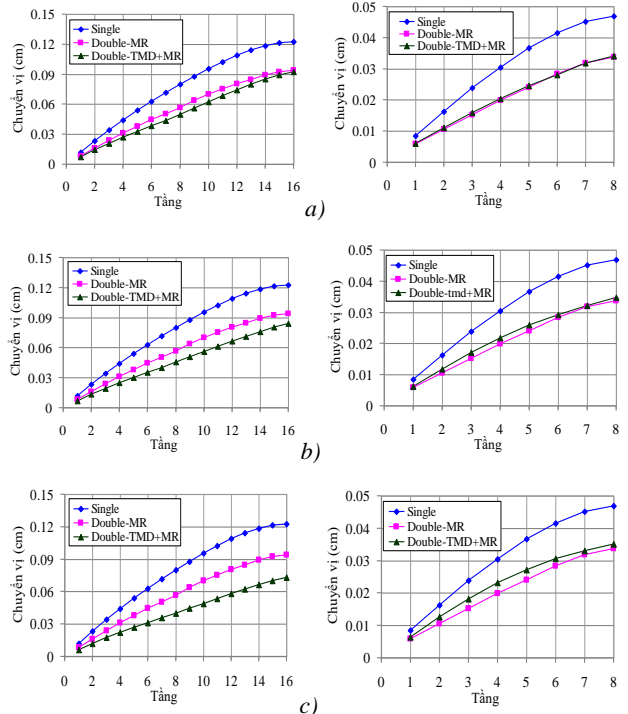 0.15
0.12
0.09
0.06
0.03
0
0 2 4 6 8 10 12 14 16
Chuyển vị (cm)
Tầng
Single
Double-MR
Double-TMD+MR
0.05
0.04
0.03
0.02
0.01
0
0 1 2 3 4 5 6 7 8
Chuyển vị (cm)
Tầng
Single
Double-MR
Double-TMD+MR
a)
0.15
0.12
0.09
0.06
0.03
0
0 2 4 6 8 10 12 14 16
Chuyển vị (cm)
Tầng
Single
Double-MR
Double-TMD+MR
0.05
0.04
0.03
0.02
0.01
0
0 1 2 3 4 5 6 7 8
Chuyển vị (cm)
Tầng
Single
Double-MR
Double-tmd+MR
b)
0.15
0.12
0.09
0.06
0.03
0
0 2 4 6 8 10 12 14 16
Chuyển vị (cm)
Tầng
Single
Double-MR
Double-TMD+MR
0.05
0.04
0.03
0.02
0.01
0
0 1 2 3 4 5 6 7 8
Chuyển vị (cm)
Tầng
Single
Double-MR
Double-TMD+MR
c)